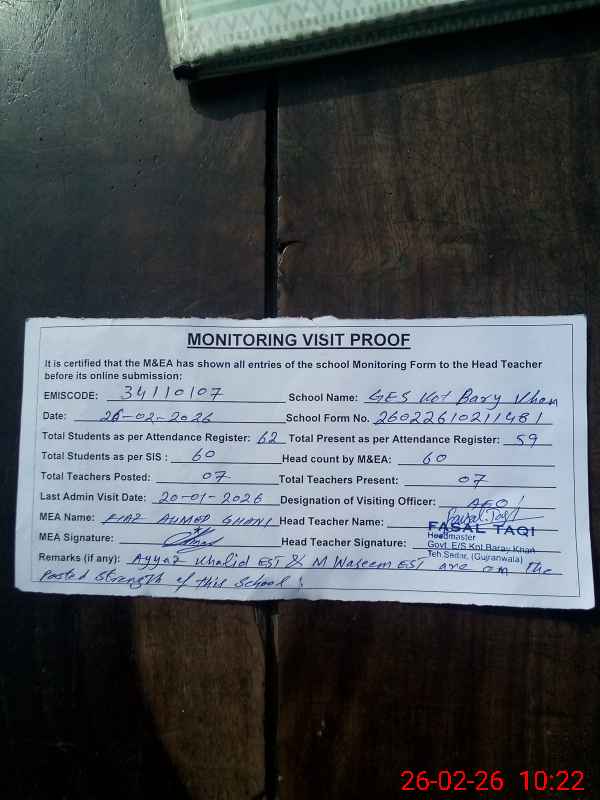 MONITORING VISIT PROOF
It is certified that the M&EA has shown all entries of the school Monitoring Form to the Head Teacher
before its online submission:
EMISCODE: 34110107 School Name: GES Kot Bary Khan
Date: 26-02-2026 School Form No. 26022610211481
Total Students as per Attendance Register: 62 Total Present as per Attendance Register: 59
Total Students as per SIS : 60 Head count by M&EA: 60
Total Teachers Posted: 07 Total Teachers Present: 07
Last Admin Visit Date: 20-01-2026 Designation of Visiting Officer: AEO
MEA Name: FIAZ AHMED GHANI Head Teacher Name: Faisal Taqi
MEA Signature: Head Teacher Signature:
FASAL TAQI
Headmaster
Govt. E/S Kot Baray Khan
Teh Sadar, (Gujranwala)
Remarks (if any): Ayyaz Khalid EST & M Waseem EST are on The
Posted Strength of this School
26-02-26 10:22